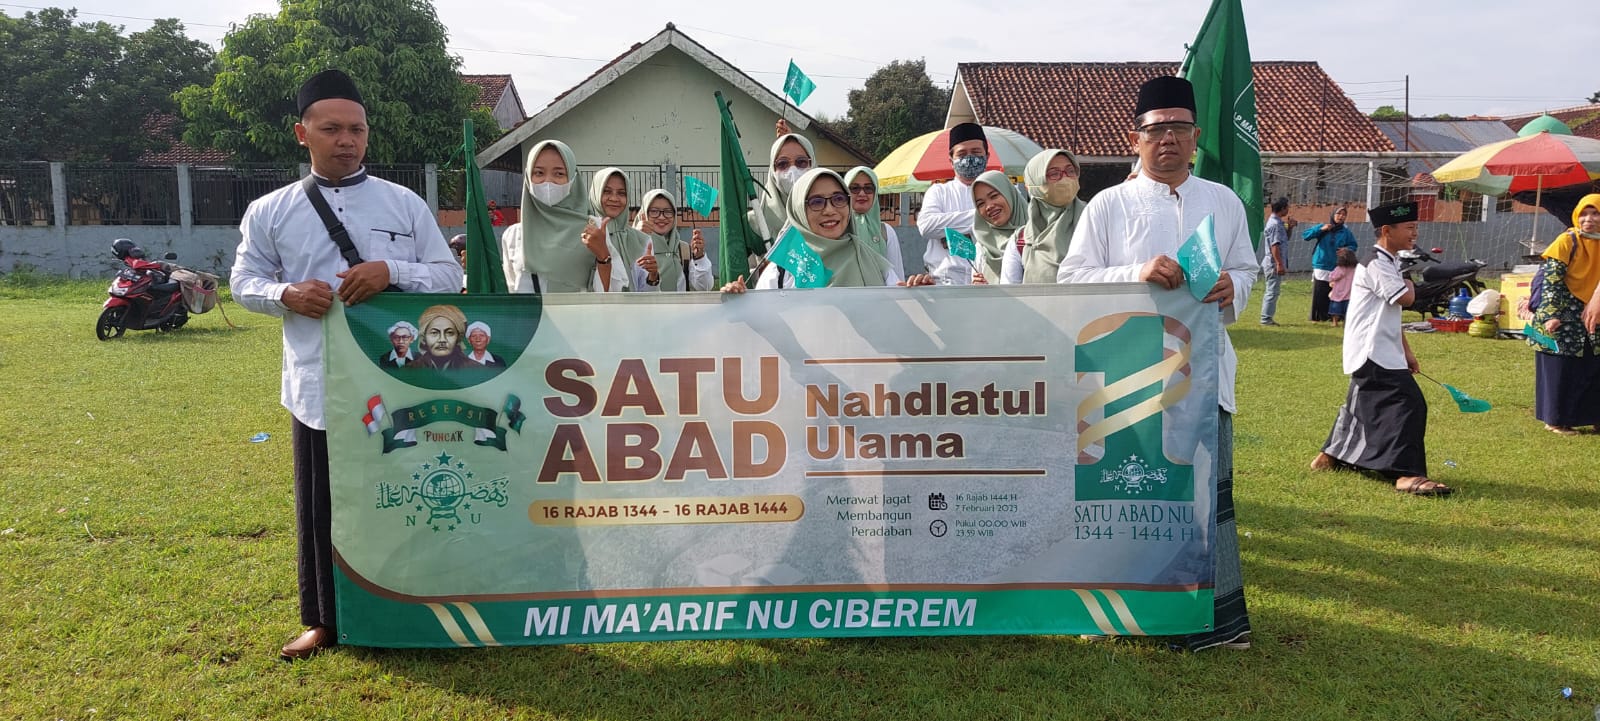 LP MA'A
SATU
ABAD
Nahdlatul
Ulama
16 RAJAB 1344 - 16 RAJAB 1444
Merawat Jagat
Membangun
Peradaban
16 Rajab 1444 H
7 Februari 2023
Pukul 00.00 WIB
23.59 WIB
RESEPSI
PUNCAK
N U
N U
SATU ABAD NU
1344 - 1444 H
MI MA'ARIF NU CIBEREM